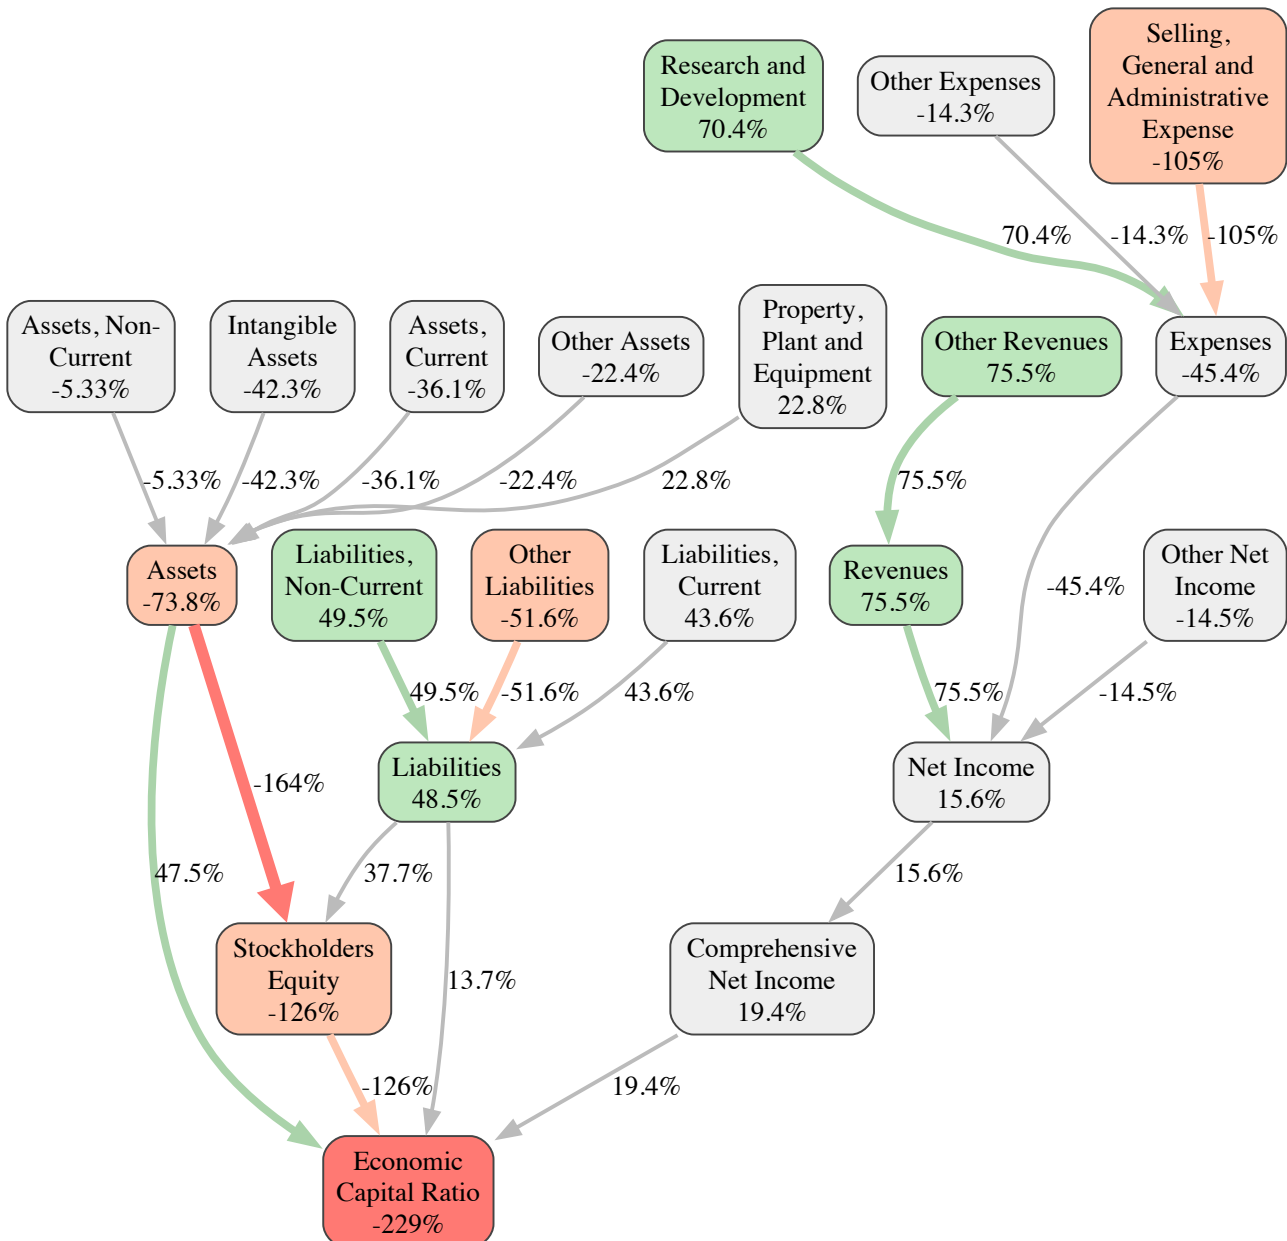 Selling,
General and
Administrative
Expense
-105%
Research and
Development
70.4%
Other Expenses
-14.3%
70.4%
-14.3%
-105%
Assets, Non-
Current
-5.33%
Intangible
Assets
-42.3%
Assets,
Current
-36.1%
Other Assets
-22.4%
Property,
Plant and
Equipment
22.8%
Other Revenues
75.5%
Expenses
-45.4%
-5.33%
-42.3%
-36.1%
-22.4%
22.8%
75.5%
Assets
-73.8%
Liabilities,
Non-Current
49.5%
Other
Liabilities
-51.6%
Liabilities,
Current
43.6%
Revenues
75.5%
-45.4%
Other Net
Income
-14.5%
49.5%
-51.6%
43.6%
75.5%
-14.5%
-164%
Liabilities
48.5%
Net Income
15.6%
47.5%
37.7%
15.6%
Stockholders
Equity
-126%
13.7%
Comprehensive
Net Income
19.4%
-126%
19.4%
Economic
Capital Ratio
-229%